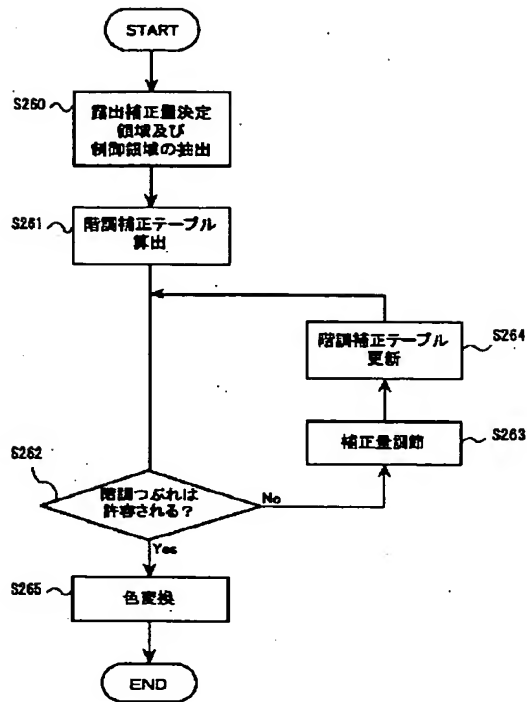 START
S260
露出補正量決定
領域及び
制御領域の抽出
S261
階調補正テーブル
算出
階調補正テーブル
更新
S264
補正量調節
S263
S262
階調つぶれは
許容される？
No
Yes
S265
色変換
END